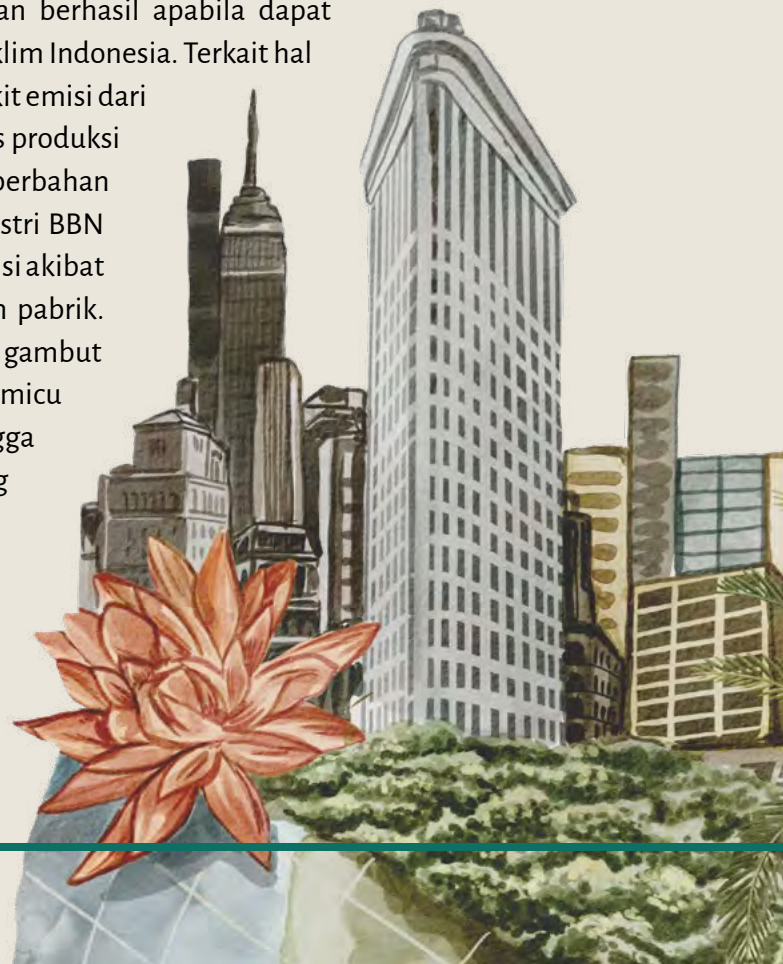 an berhasil apabila dapat
klim Indonesia. Terkait hal
kit emisi dari
s produksi
berbahan
stri BBN
si akibat
n pabrik.
gambut
micu
gga
g